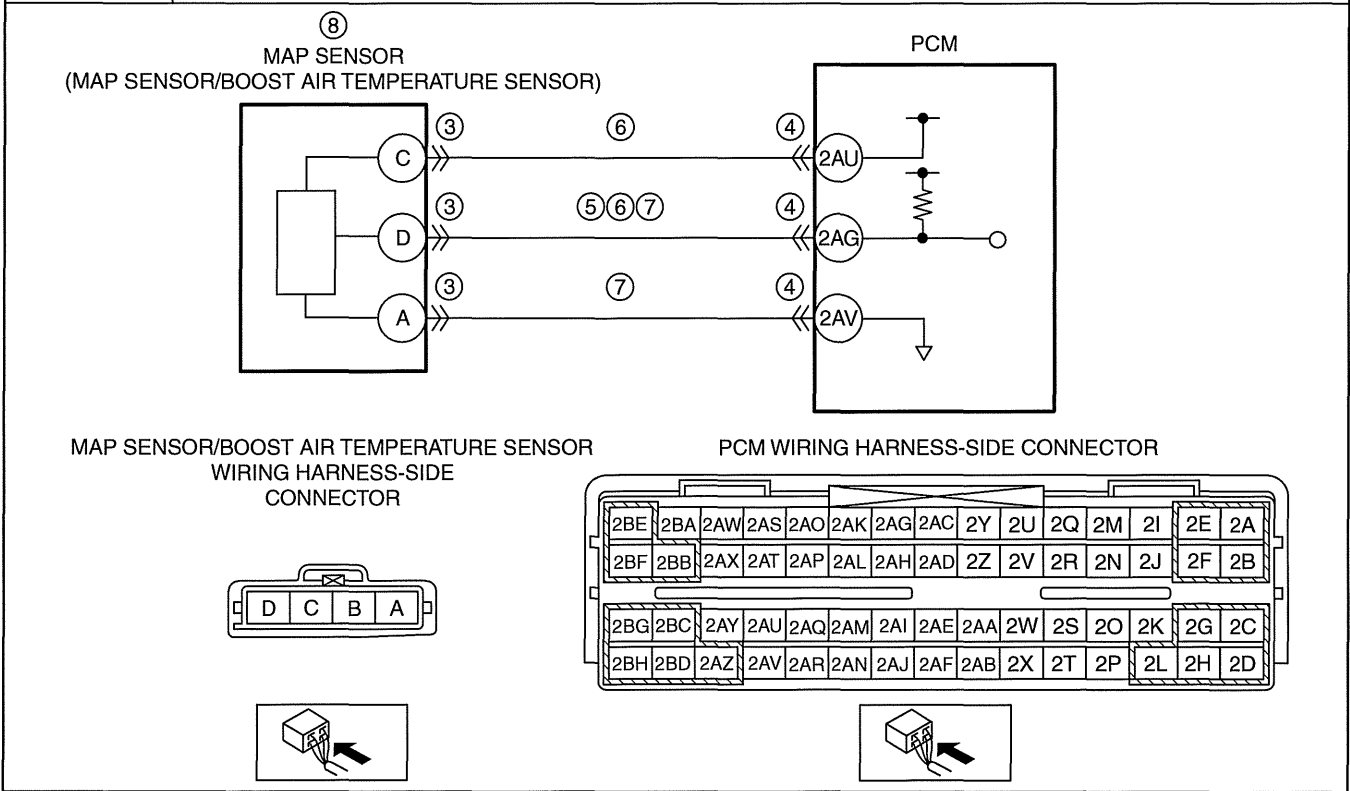 ⑧
MAP SENSOR
(MAP SENSOR/BOOST AIR TEMPERATURE SENSOR)
PCM
③ ⑥ ④
C 2AU
③ ⑤⑥⑦ ④
D 2AG
③ ⑦ ④
A 2AV
MAP SENSOR/BOOST AIR TEMPERATURE SENSOR
WIRING HARNESS-SIDE
CONNECTOR
D C B A
PCM WIRING HARNESS-SIDE CONNECTOR
2BE 2BA 2AW 2AS 2AO 2AK 2AG 2AC 2Y 2U 2Q 2M 2I 2E 2A
2BF 2BB 2AX 2AT 2AP 2AL 2AH 2AD 2Z 2V 2R 2N 2J 2F 2B
2BG 2BC 2AY 2AU 2AQ 2AM 2AI 2AE 2AA 2W 2S 2O 2K 2G 2C
2BH 2BD 2AZ 2AV 2AR 2AN 2AJ 2AF 2AB 2X 2T 2P 2L 2H 2D